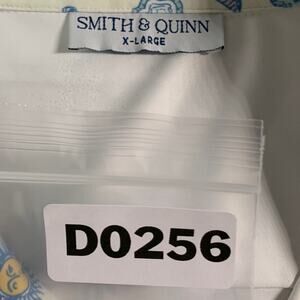 SMITH & QUINN
X-LARGE
D0256